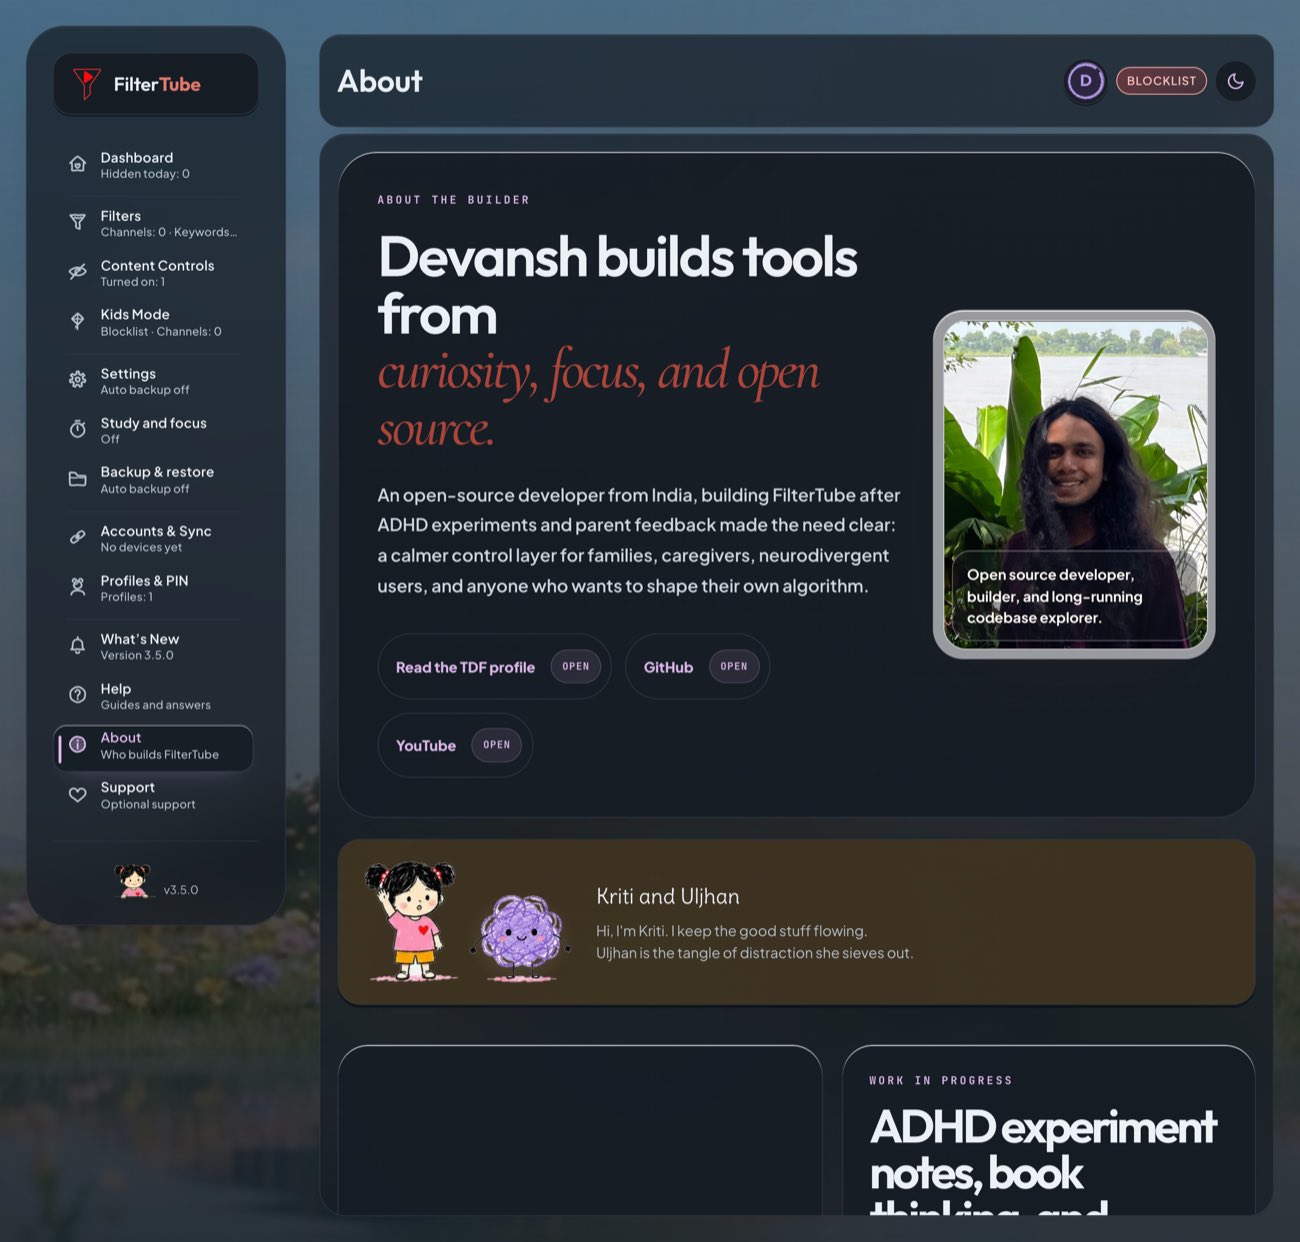 FilterTube
Dashboard
Hidden today: 0
Filters
Channels: 0 · Keywords…
Content Controls
Turned on: 1
Kids Mode
Blocklist · Channels: 0
Settings
Auto backup off
Study and focus
Off
Backup & restore
Auto backup off
Accounts & Sync
No devices yet
Profiles & PIN
Profiles: 1
What's New
Version 3.5.0
Help
Guides and answers
About
Who builds FilterTube
Support
Optional support
v3.5.0
About
D
BLOCKLIST
ABOUT THE BUILDER
Devansh builds tools
from
curiosity, focus, and open
source.
An open-source developer from India, building FilterTube after
ADHD experiments and parent feedback made the need clear:
a calmer control layer for families, caregivers, neurodivergent
users, and anyone who wants to shape their own algorithm.
Read the TDF profile OPEN
GitHub OPEN
YouTube OPEN
Open source developer,
builder, and long-running
codebase explorer.
Kriti and Uljhan
Hi, I'm Kriti. I keep the good stuff flowing.
Uljhan is the tangle of distraction she sieves out.
WORK IN PROGRESS
ADHD experiment
notes, book
thinking, and